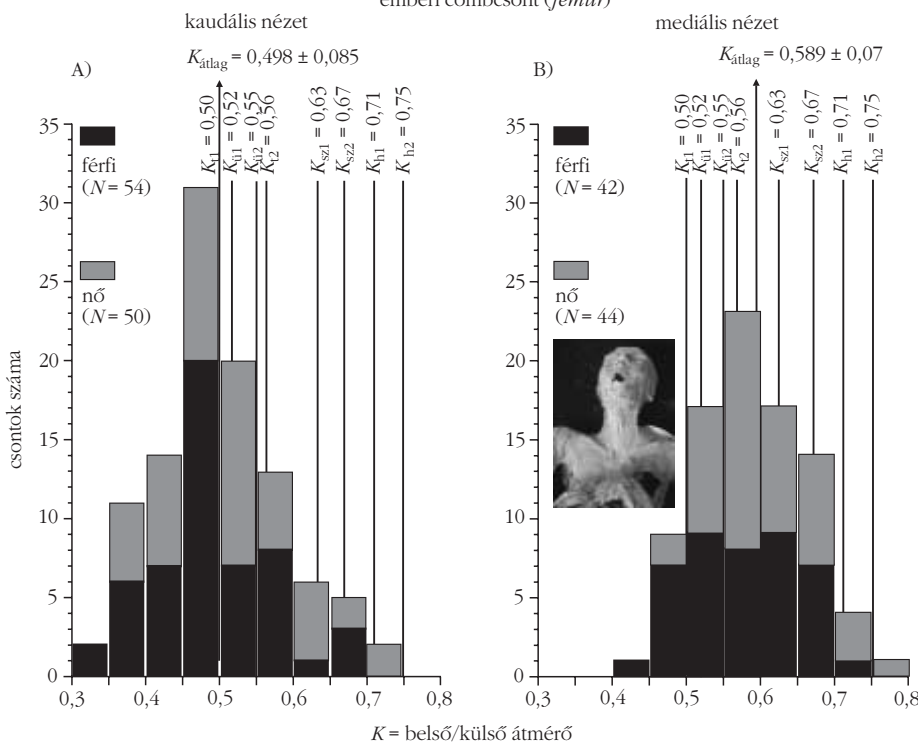 emberi combcsont (femur)
kaudális nézet
mediális nézet
A)
Kátlag = 0,498 ± 0,085
B)
Kátlag = 0,589 ± 0,07
Kt1 = 0,50
Kü1 = 0,52
Kü2 = 0,55
Kt2 = 0,56
Ksz1 = 0,63
Ksz2 = 0,67
Kh1 = 0,71
Kh2 = 0,75
Kt1 = 0,50
Kü1 = 0,52
Kü2 = 0,55
Kt2 = 0,56
Ksz1 = 0,63
Ksz2 = 0,67
Kh1 = 0,71
Kh2 = 0,75
csontok száma
35
30
25
20
15
10
5
0
férfi
(N = 54)
nő
(N = 50)
0,3
0,4
0,5
0,6
0,7
0,8
35
30
25
20
15
10
5
0
férfi
(N = 42)
nő
(N = 44)
0,3
0,4
0,5
0,6
0,7
0,8
K = belső/külső átmérő